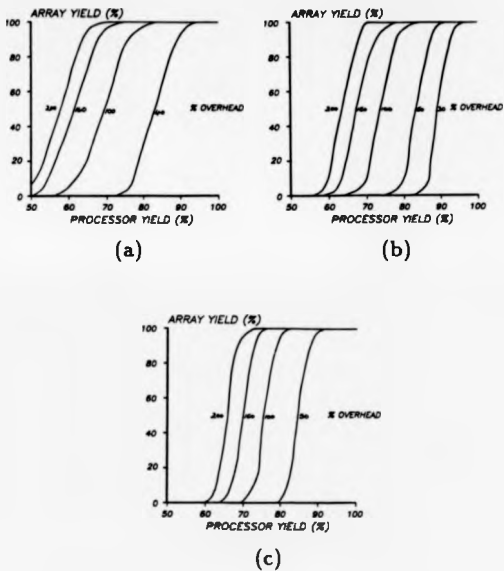 ARRAY YIELD (%)
100
80
60
40
20
0
% OVERHEAD
50 60 70 80 90 100
PROCESSOR YIELD (%)
(a)
ARRAY YIELD (%)
100
80
60
40
20
0
% OVERHEAD
50 60 70 80 90 100
PROCESSOR YIELD (%)
(b)
ARRAY YIELD (%)
100
80
60
40
20
0
200
50
% OVERHEAD
50 60 70 80 90 100
PROCESSOR YIELD (%)
(c)